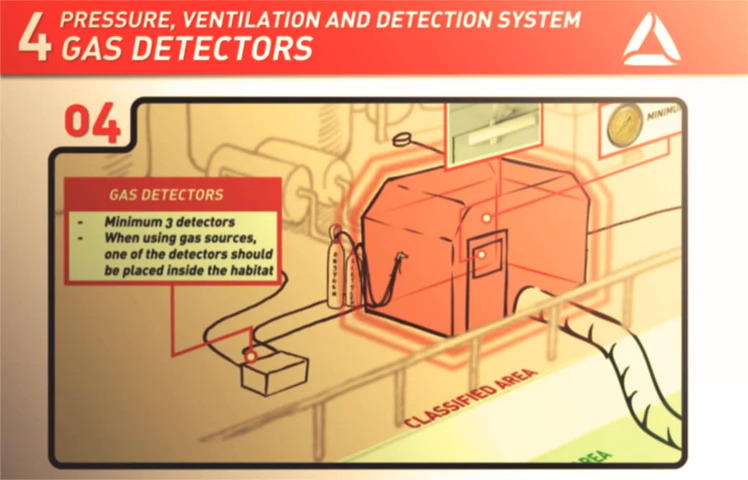 4 PRESSURE, VENTILATION AND DETECTION SYSTEM
GAS DETECTORS
04
GAS DETECTORS
- Minimum 3 detectors
- When using gas sources,
one of the detectors should
be placed inside the habitat
CLASSIFIED AREA
AREA